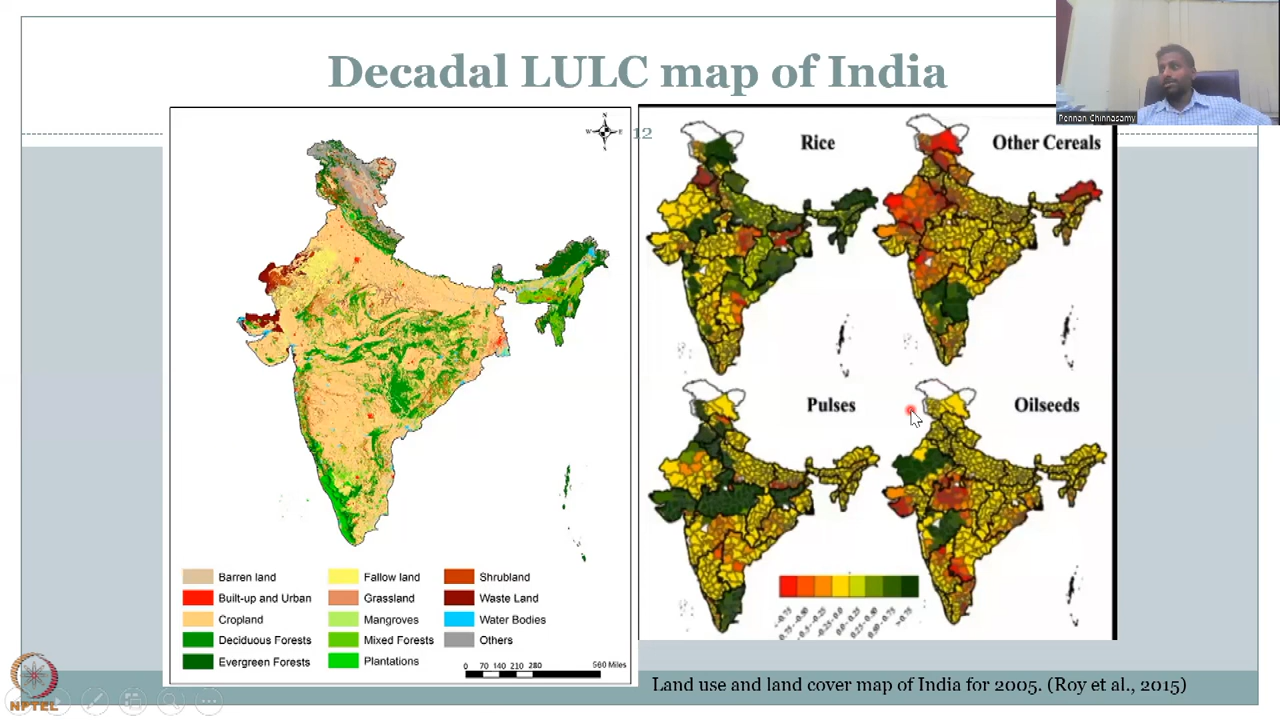 Decadal LULC map of India
Pennan Chinnasamy
12
N
W
E
S
Rice
Other Cereals
Pulses
Oilseeds
Barren land
Built-up and Urban
Cropland
Deciduous Forests
Evergreen Forests
Fallow land
Grassland
Mangroves
Mixed Forests
Plantations
Shrubland
Waste Land
Water Bodies
Others
0 70 140 210 280 560 Miles
Land use and land cover map of India for 2005. (Roy et al., 2015)
NPTEL